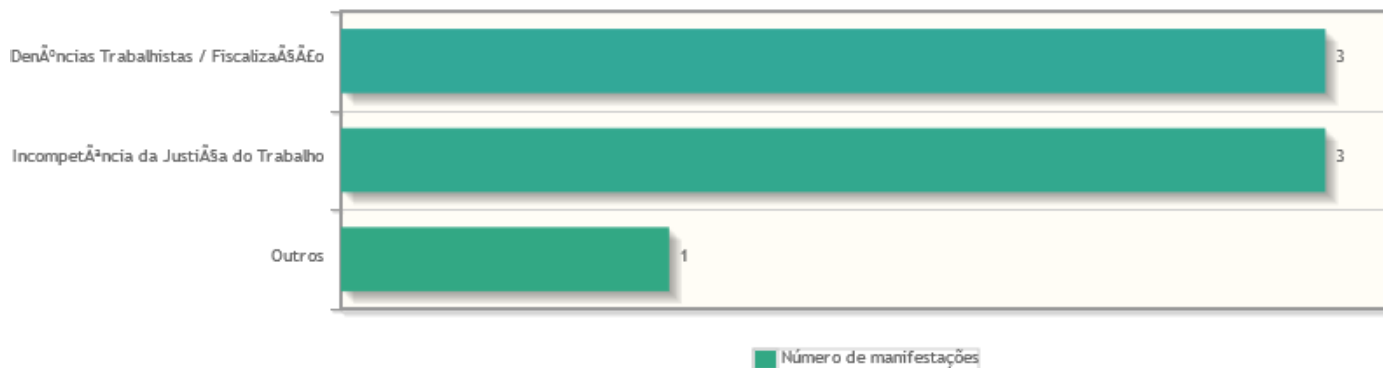 DenÃºncias Trabalhistas / FiscalizaÃ§Ã£o
3
IncompetÃªncia da JustiÃ§a do Trabalho
3
Outros
1
Número de manifestações